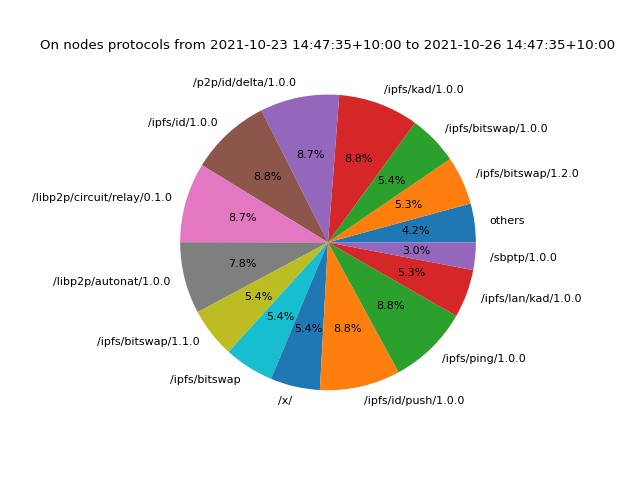 On nodes protocols from 2021-10-23 14:47:35+10:00 to 2021-10-26 14:47:35+10:00
/p2p/id/delta/1.0.0
/ipfs/kad/1.0.0
/ipfs/id/1.0.0
/ipfs/bitswap/1.0.0
8.7%
8.8%
/ipfs/bitswap/1.2.0
8.8%
5.4%
/libp2p/circuit/relay/0.1.0
5.3%
8.7%
others
4.2%
3.0%
/sbptp/1.0.0
7.8%
5.3%
/libp2p/autonat/1.0.0
5.4%
/ipfs/lan/kad/1.0.0
8.8%
5.4%
5.4%
8.8%
/ipfs/bitswap/1.1.0
/ipfs/ping/1.0.0
/ipfs/bitswap
/x/
/ipfs/id/push/1.0.0